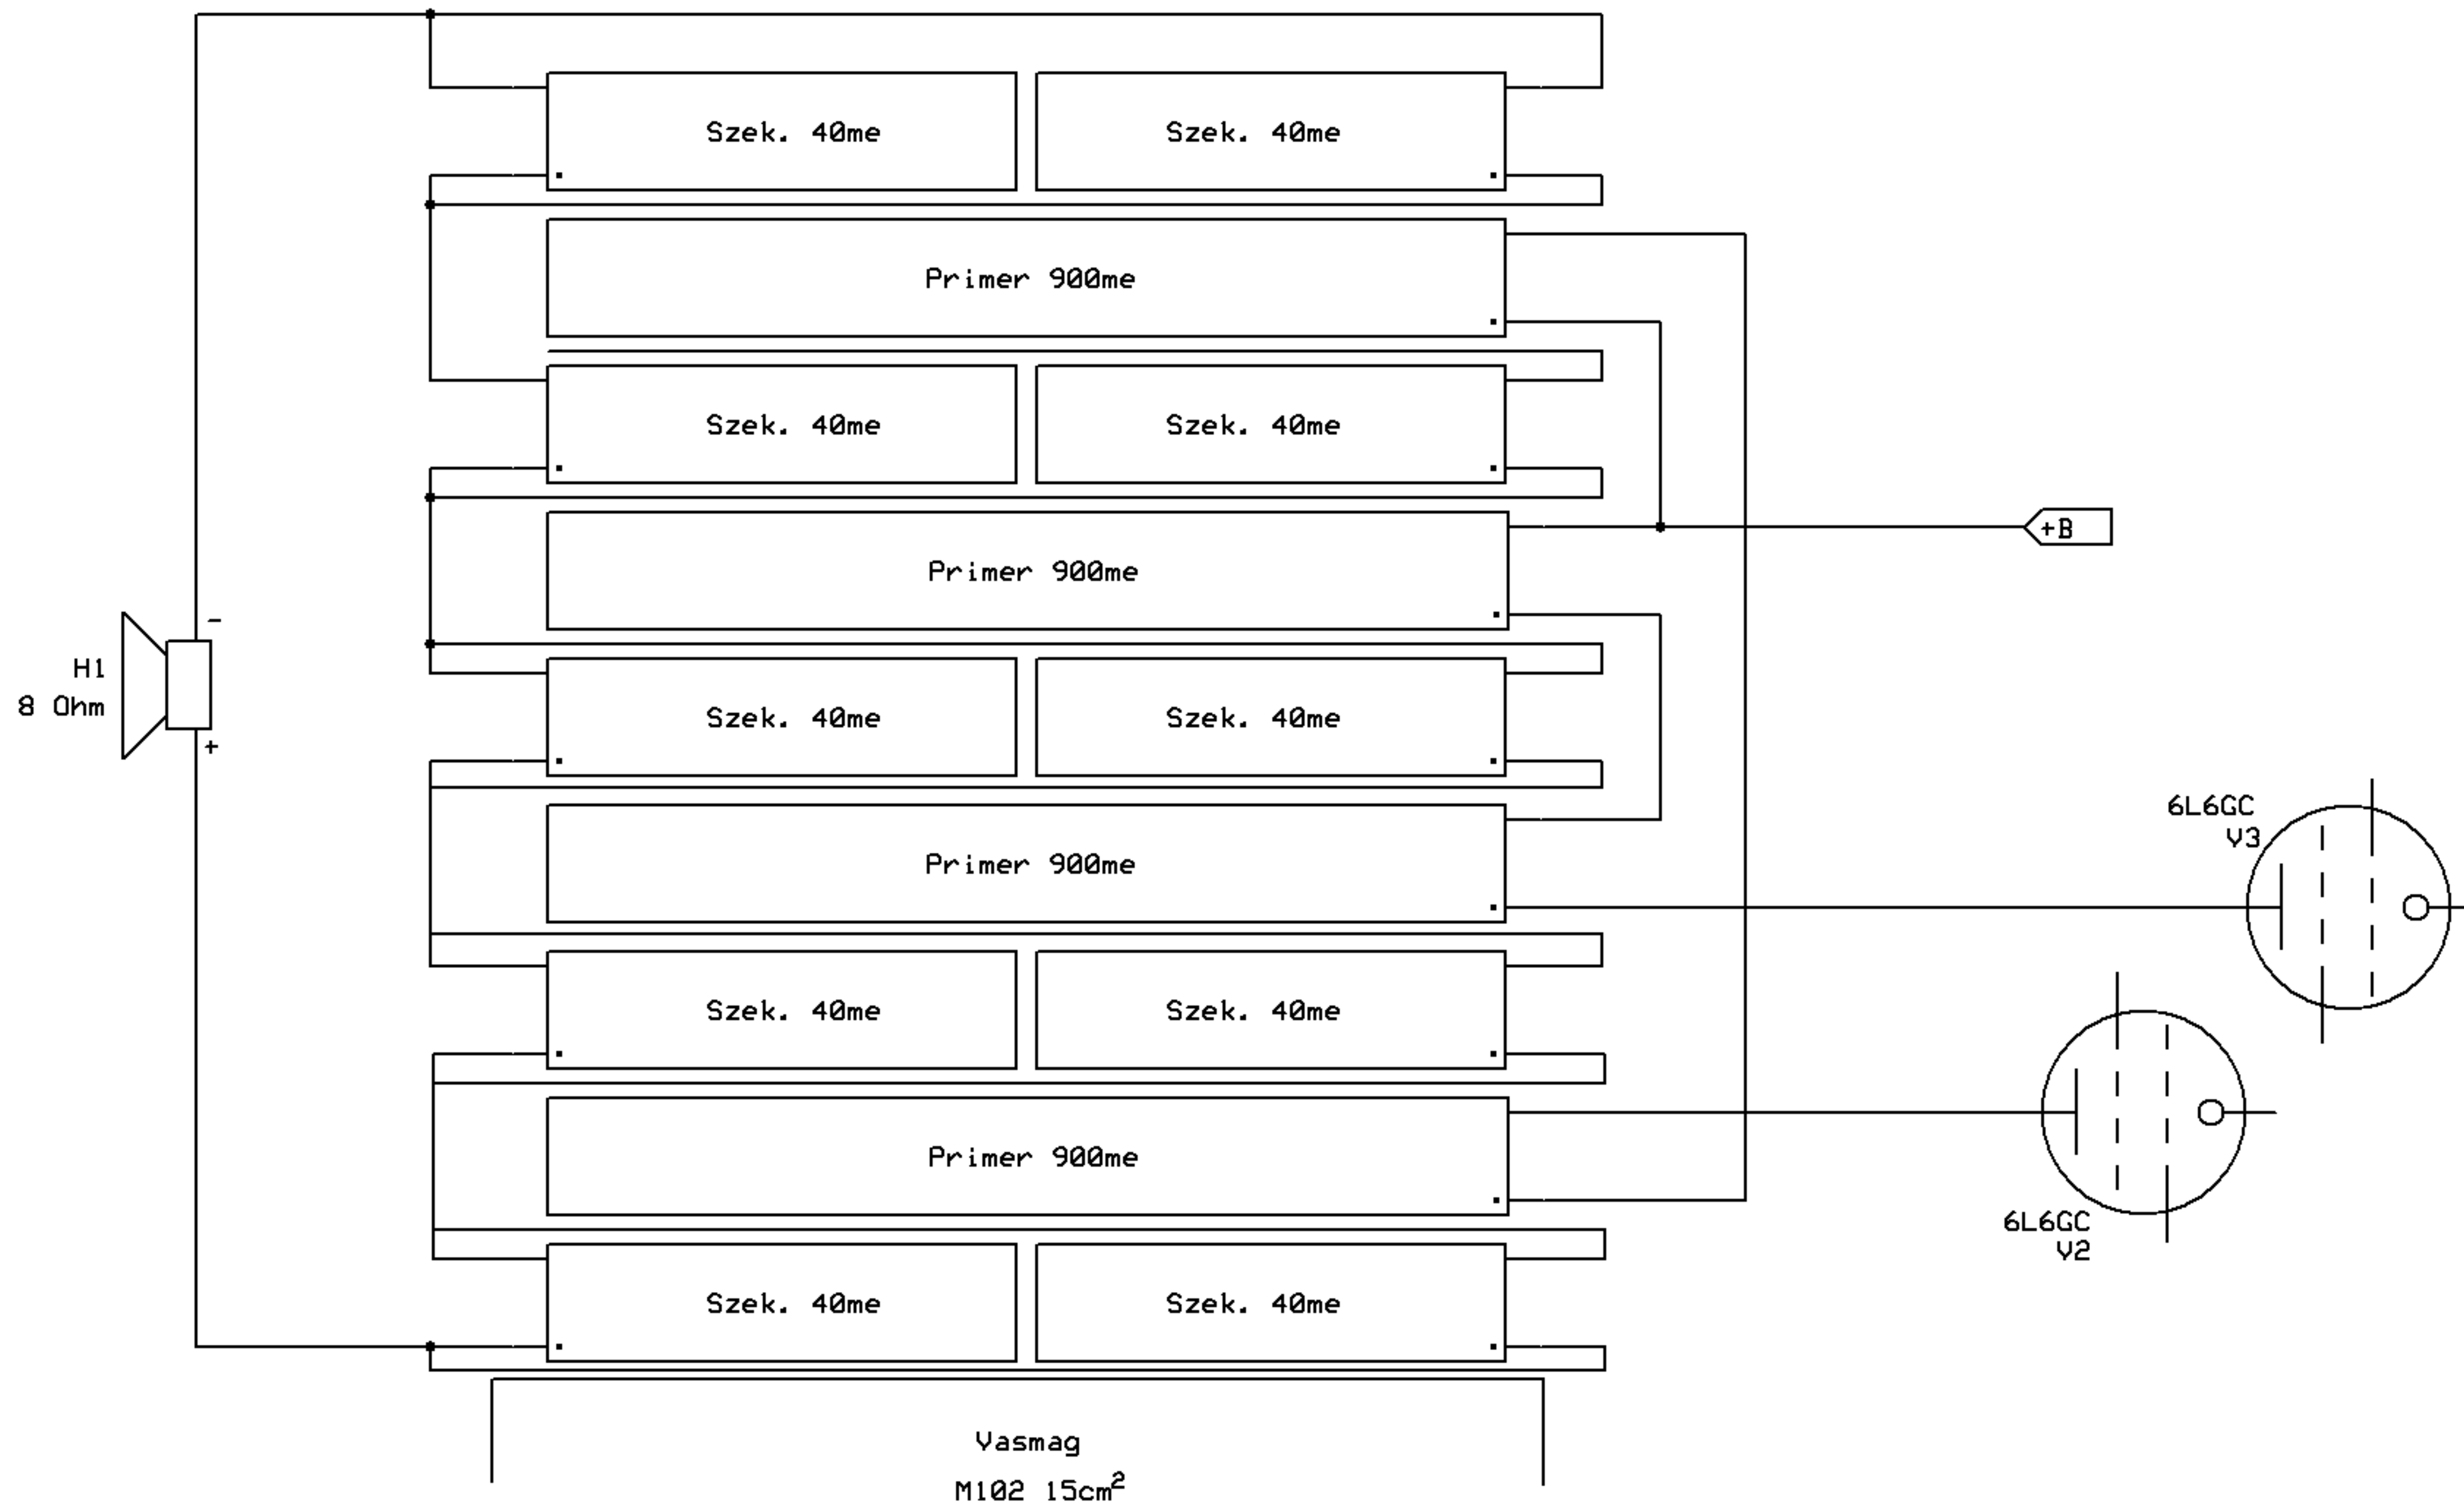 Szek. 40me
Szek. 40me
Primer 900me
Szek. 40me
Szek. 40me
+B
Primer 900me
-
H1
8 Ohm
Szek. 40me
Szek. 40me
+
6L6GC
V3
Primer 900me
Szek. 40me
Szek. 40me
Primer 900me
6L6GC
V2
Szek. 40me
Szek. 40me
Vasmag
M102 15cm²